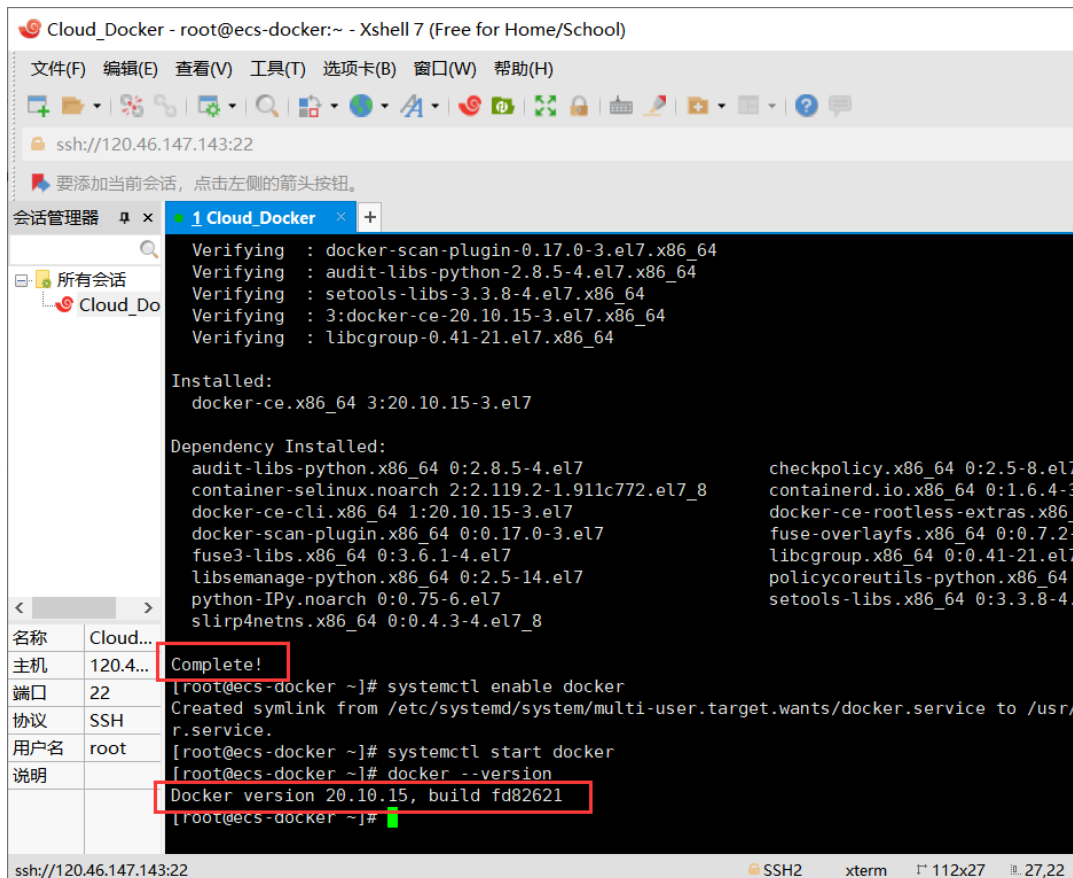 Cloud_Docker - root@ecs-docker:~ - Xshell 7 (Free for Home/School)
文件(F) 编辑(E) 查看(V) 工具(T) 选项卡(B) 窗口(W) 帮助(H)
ssh://120.46.147.143:22
要添加当前会话，点击左侧的箭头按钮。
会话管理器
1 Cloud_Docker
所有会话
Cloud_Do
Verifying : docker-scan-plugin-0.17.0-3.el7.x86_64
Verifying : audit-libs-python-2.8.5-4.el7.x86_64
Verifying : setools-libs-3.3.8-4.el7.x86_64
Verifying : 3:docker-ce-20.10.15-3.el7.x86_64
Verifying : libcgroup-0.41-21.el7.x86_64
Installed:
docker-ce.x86_64 3:20.10.15-3.el7
Dependency Installed:
audit-libs-python.x86_64 0:2.8.5-4.el7 checkpolicy.x86_64 0:2.5-8.el7
container-selinux.noarch 2:2.119.2-1.911c772.el7_8 containerd.io.x86_64 0:1.6.4-3
docker-ce-cli.x86_64 1:20.10.15-3.el7 docker-ce-rootless-extras.x86_
docker-scan-plugin.x86_64 0:0.17.0-3.el7 fuse-overlayfs.x86_64 0:0.7.2-
fuse3-libs.x86_64 0:3.6.1-4.el7 libcgroup.x86_64 0:0.41-21.el7
libsemanage-python.x86_64 0:2.5-14.el7 policycoreutils-python.x86_64
python-IPy.noarch 0:0.75-6.el7 setools-libs.x86_64 0:3.3.8-4.
slirp4netns.x86_64 0:0.4.3-4.el7_8
Complete!
[root@ecs-docker ~]# systemctl enable docker
Created symlink from /etc/systemd/system/multi-user.target.wants/docker.service to /usr/
r.service.
[root@ecs-docker ~]# systemctl start docker
[root@ecs-docker ~]# docker --version
Docker version 20.10.15, build fd82621
[root@ecs-docker ~]#
名称 Cloud...
主机 120.4...
端口 22
协议 SSH
用户名 root
说明
ssh://120.46.147.143:22 SSH2 xterm 112x27 27,22